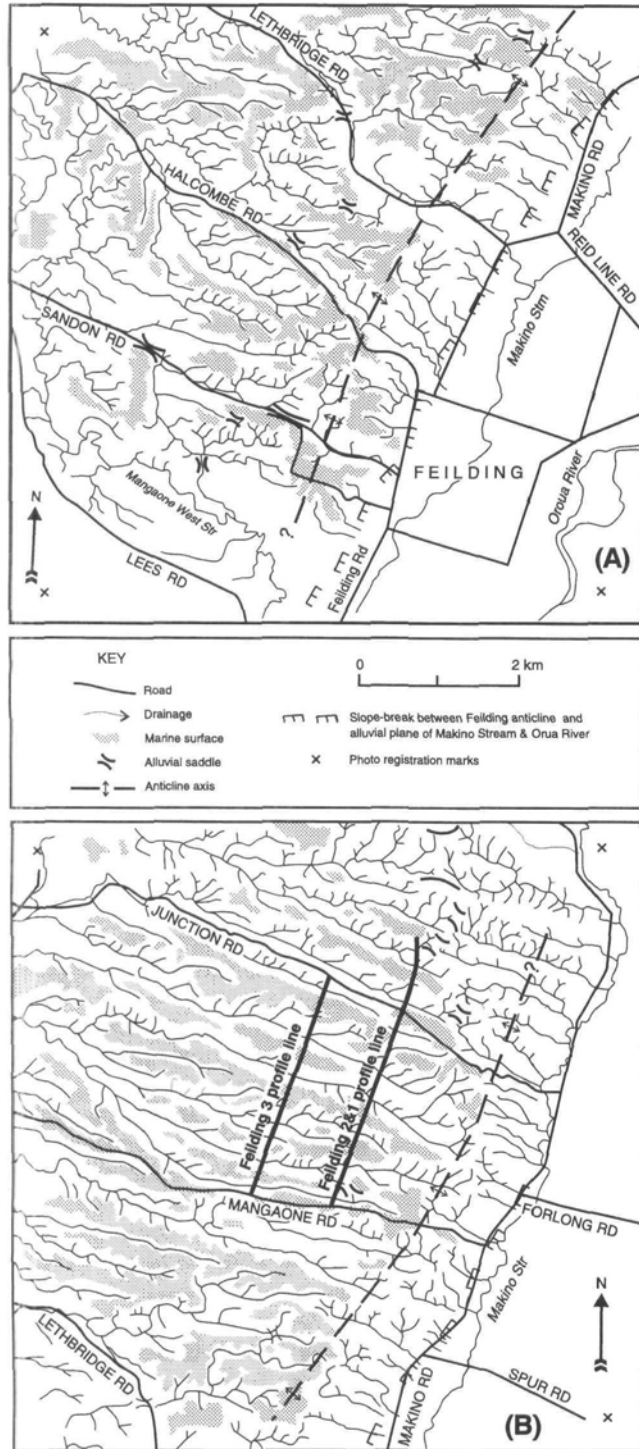 LETHBRIDGE RD
HALCOMBE RD
MAKINO RD
REID LINE RD
SANDON RD
Makino Stm
FEILDING
Mangaone West Str
Oroua River
N
?
LEES RD
Feilding Rd
(A)
KEY
0 2 km
Road
Drainage
Marine surface
Alluvial saddle
Anticline axis
Slope-break between Feilding anticline and
alluvial plane of Makino Stream & Orua River
Photo registration marks
JUNCTION RD
?
Feilding 3 profile line
Feilding 2&1 profile line
MANGAONE RD
FORLONG RD
Makino Str
N
LETHBRIDGE RD
MAKINO RD
SPUR RD
(B)